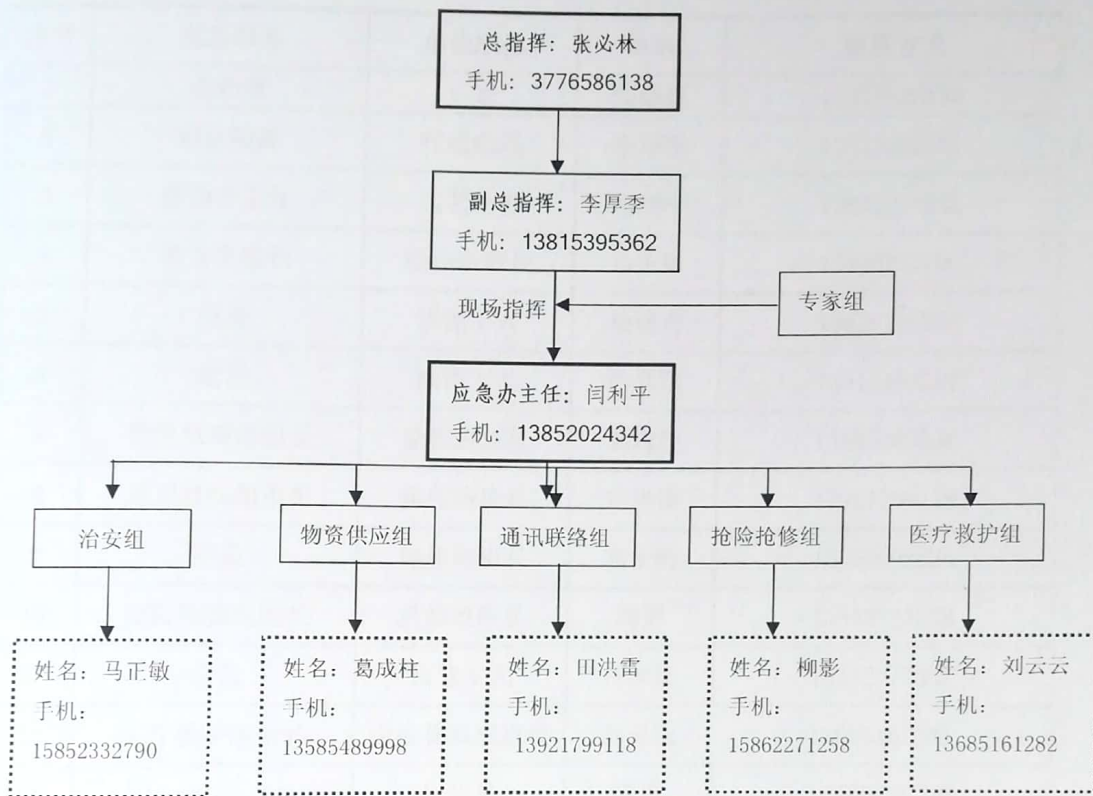 总指挥：张必林
手机：3776586138
副总指挥：李厚季
手机：13815395362
现场指挥
专家组
应急办主任：闫利平
手机：13852024342
治安组
物资供应组
通讯联络组
抢险抢修组
医疗救护组
姓名：马正敏
手机：
15852332790
姓名：葛成柱
手机：
13585489998
姓名：田洪雷
手机：
13921799118
姓名：柳影
手机：
15862271258
姓名：刘云云
手机：
13685161282